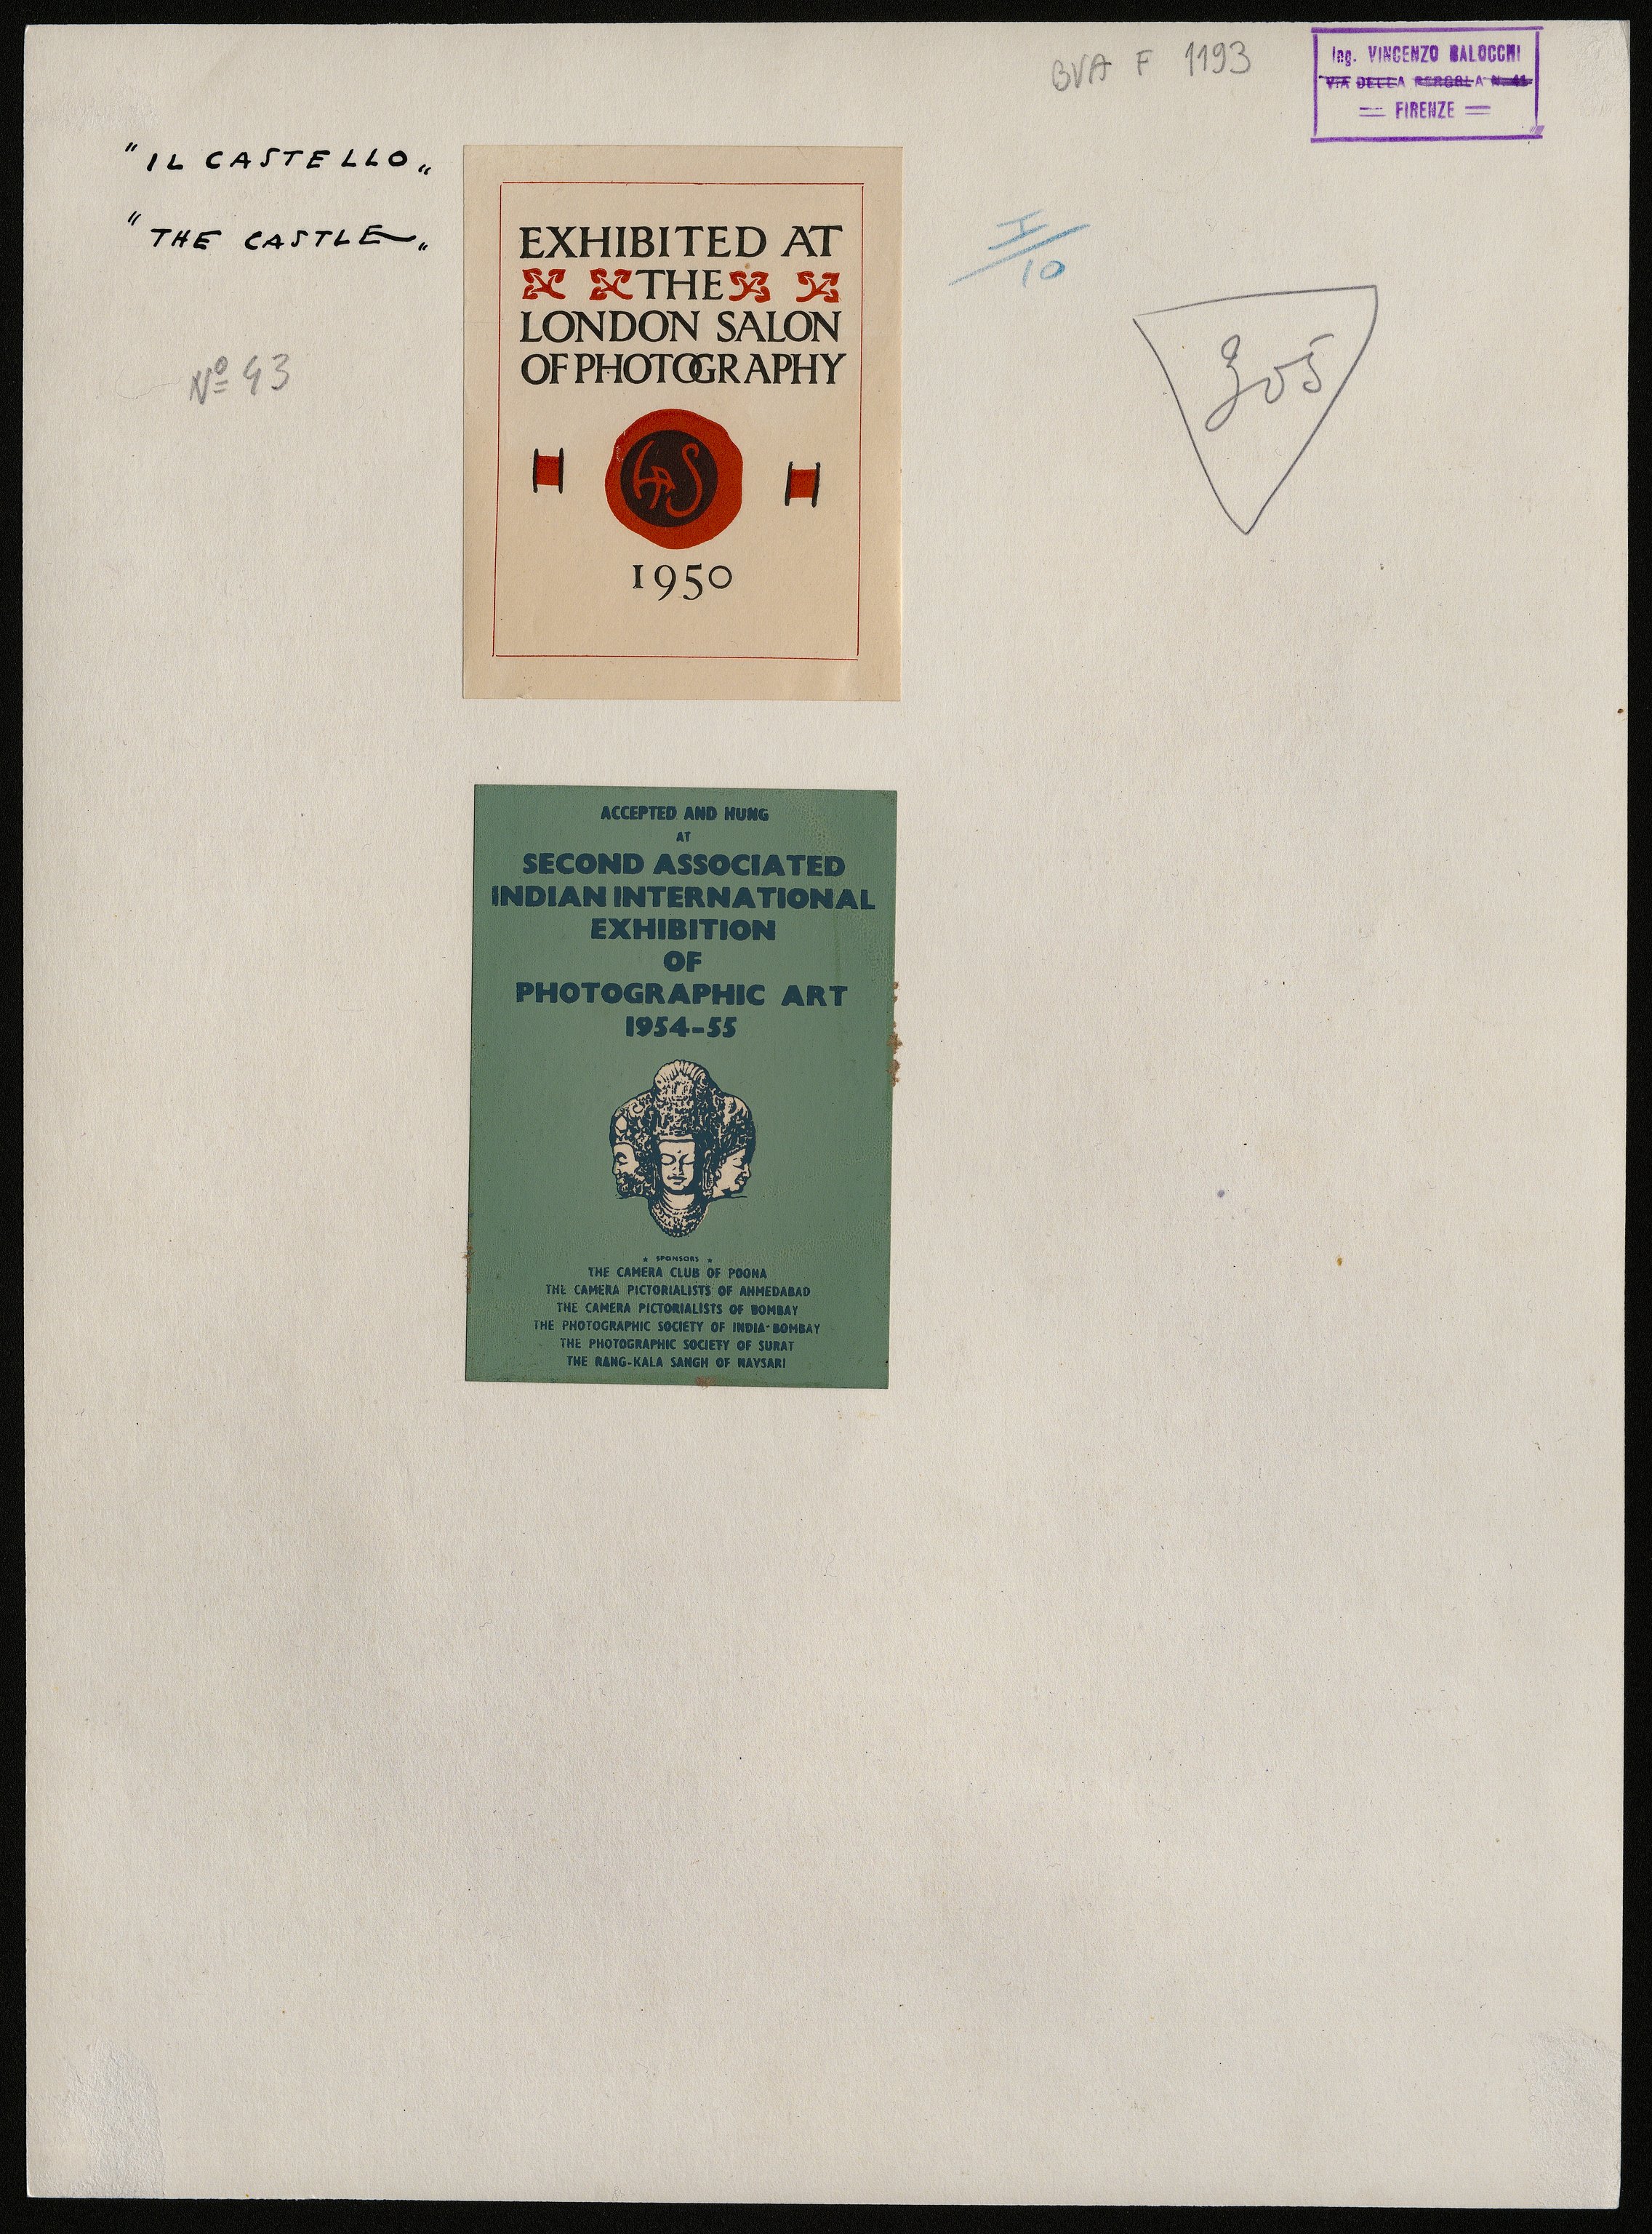 BVA F 1193
Ing. VINCENZO BALOCCHI
VIA DELLA PERGOLA N. 41
FIRENZE
"IL CASTELLO„
"THE CASTLE„
Nº 43
EXHIBITED AT
THE
LONDON SALON
OF PHOTOGRAPHY
1950
I/10
305
ACCEPTED AND HUNG
AT
SECOND ASSOCIATED
INDIAN INTERNATIONAL
EXHIBITION
OF
PHOTOGRAPHIC ART
1954-55
* SPONSORS *
THE CAMERA CLUB OF POONA
THE CAMERA PICTORIALISTS OF AHMEDABAD
THE CAMERA PICTORIALISTS OF BOMBAY
THE PHOTOGRAPHIC SOCIETY OF INDIA-BOMBAY
THE PHOTOGRAPHIC SOCIETY OF SURAT
THE RANG-KALA SANGH OF NAVSARI